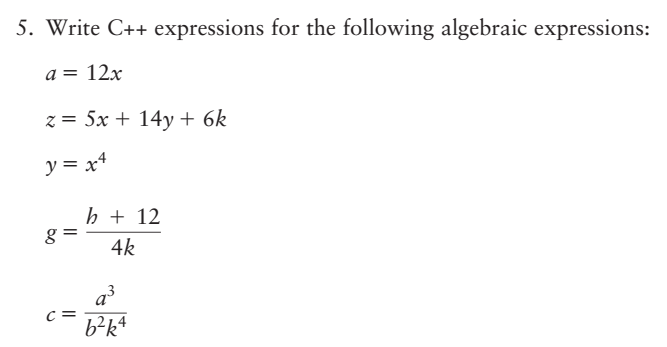 5. Write C++ expressions for the following algebraic expressions:
a = 12x
z = 5x + 14y + 6k
y = x⁴
g = (h + 12) / 4k
c = a³ / b²k⁴